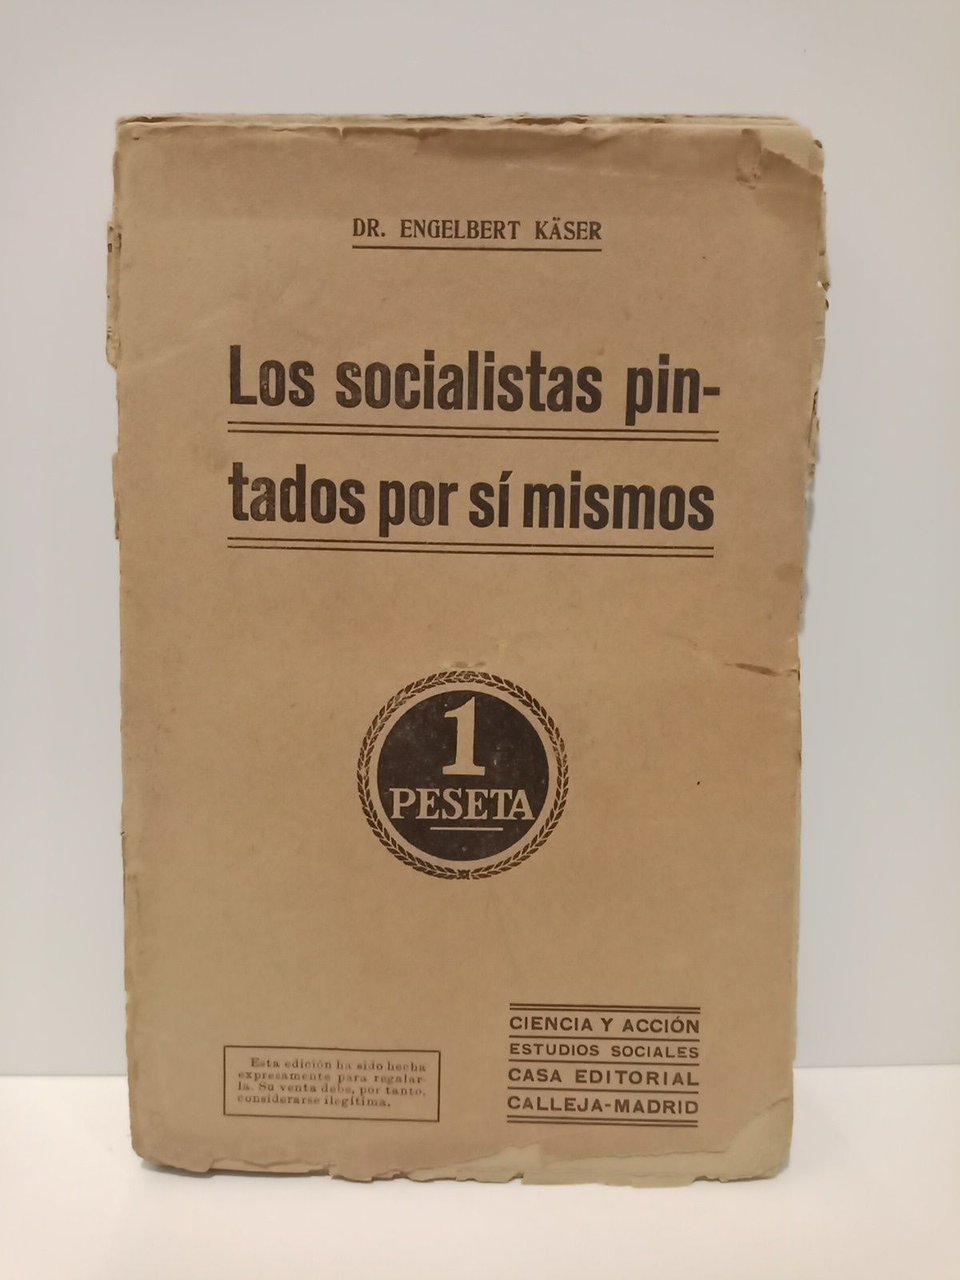 DR. ENGELBERT KÄSER
Los socialistas pin-
tados por sí mismos
1
PESETA
CIENCIA Y ACCIÓN
ESTUDIOS SOCIALES
CASA EDITORIAL
CALLEJA-MADRID
Esta edición ha sido hecha
expresamente para regalar-
la. Su venta debe, por tanto,
considerarse ilegítima.